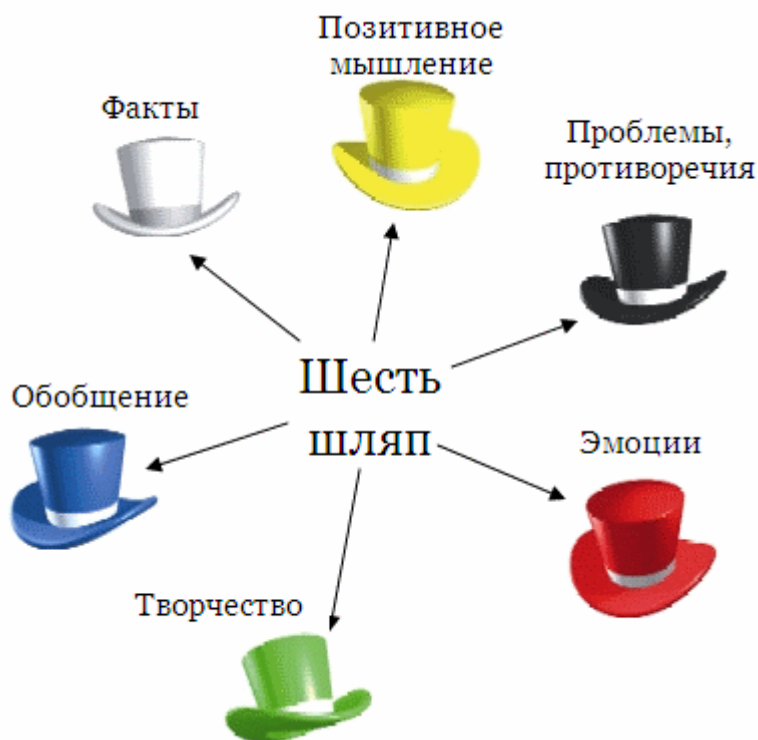 Позитивное
мышление
Факты
Проблемы,
противоречия
Шесть
шляп
Обобщение
Эмоции
Творчество